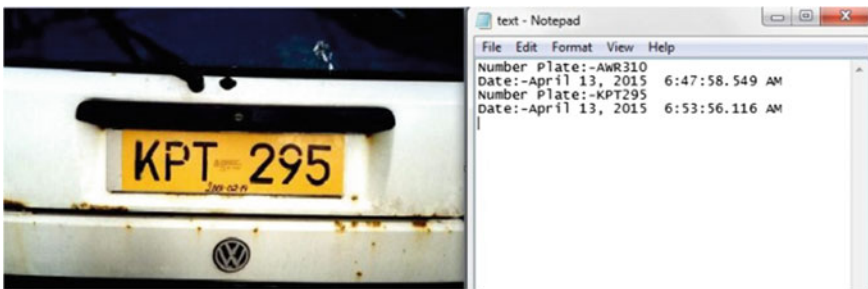 KPT 295
text - Notepad
File Edit Format View Help
Number Plate:-AWR310
Date:-April 13, 2015 6:47:58.549 AM
Number Plate:-KPT295
Date:-April 13, 2015 6:53:56.116 AM